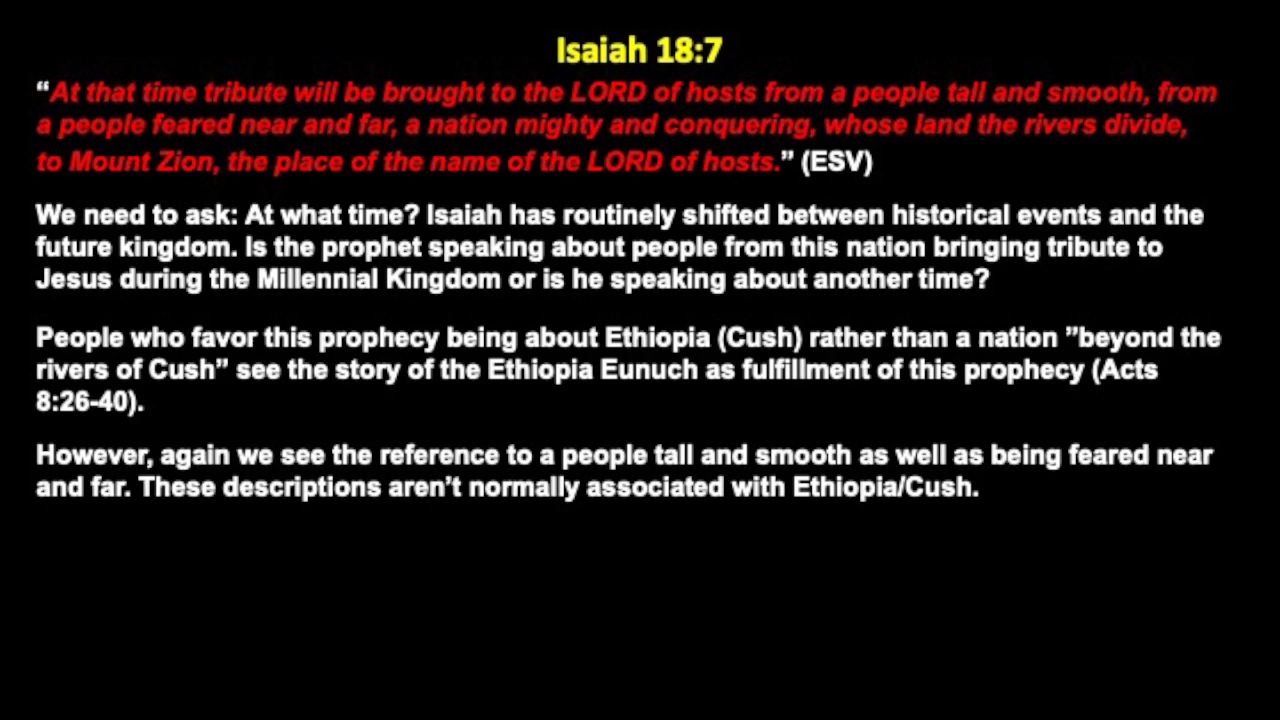 Isaiah 18:7
“At that time tribute will be brought to the LORD of hosts from a people tall and smooth, from
a people feared near and far, a nation mighty and conquering, whose land the rivers divide,
to Mount Zion, the place of the name of the LORD of hosts.” (ESV)
We need to ask: At what time? Isaiah has routinely shifted between historical events and the
future kingdom. Is the prophet speaking about people from this nation bringing tribute to
Jesus during the Millennial Kingdom or is he speaking about another time?
People who favor this prophecy being about Ethiopia (Cush) rather than a nation ”beyond the
rivers of Cush” see the story of the Ethiopia Eunuch as fulfillment of this prophecy (Acts
8:26-40).
However, again we see the reference to a people tall and smooth as well as being feared near
and far. These descriptions aren’t normally associated with Ethiopia/Cush.